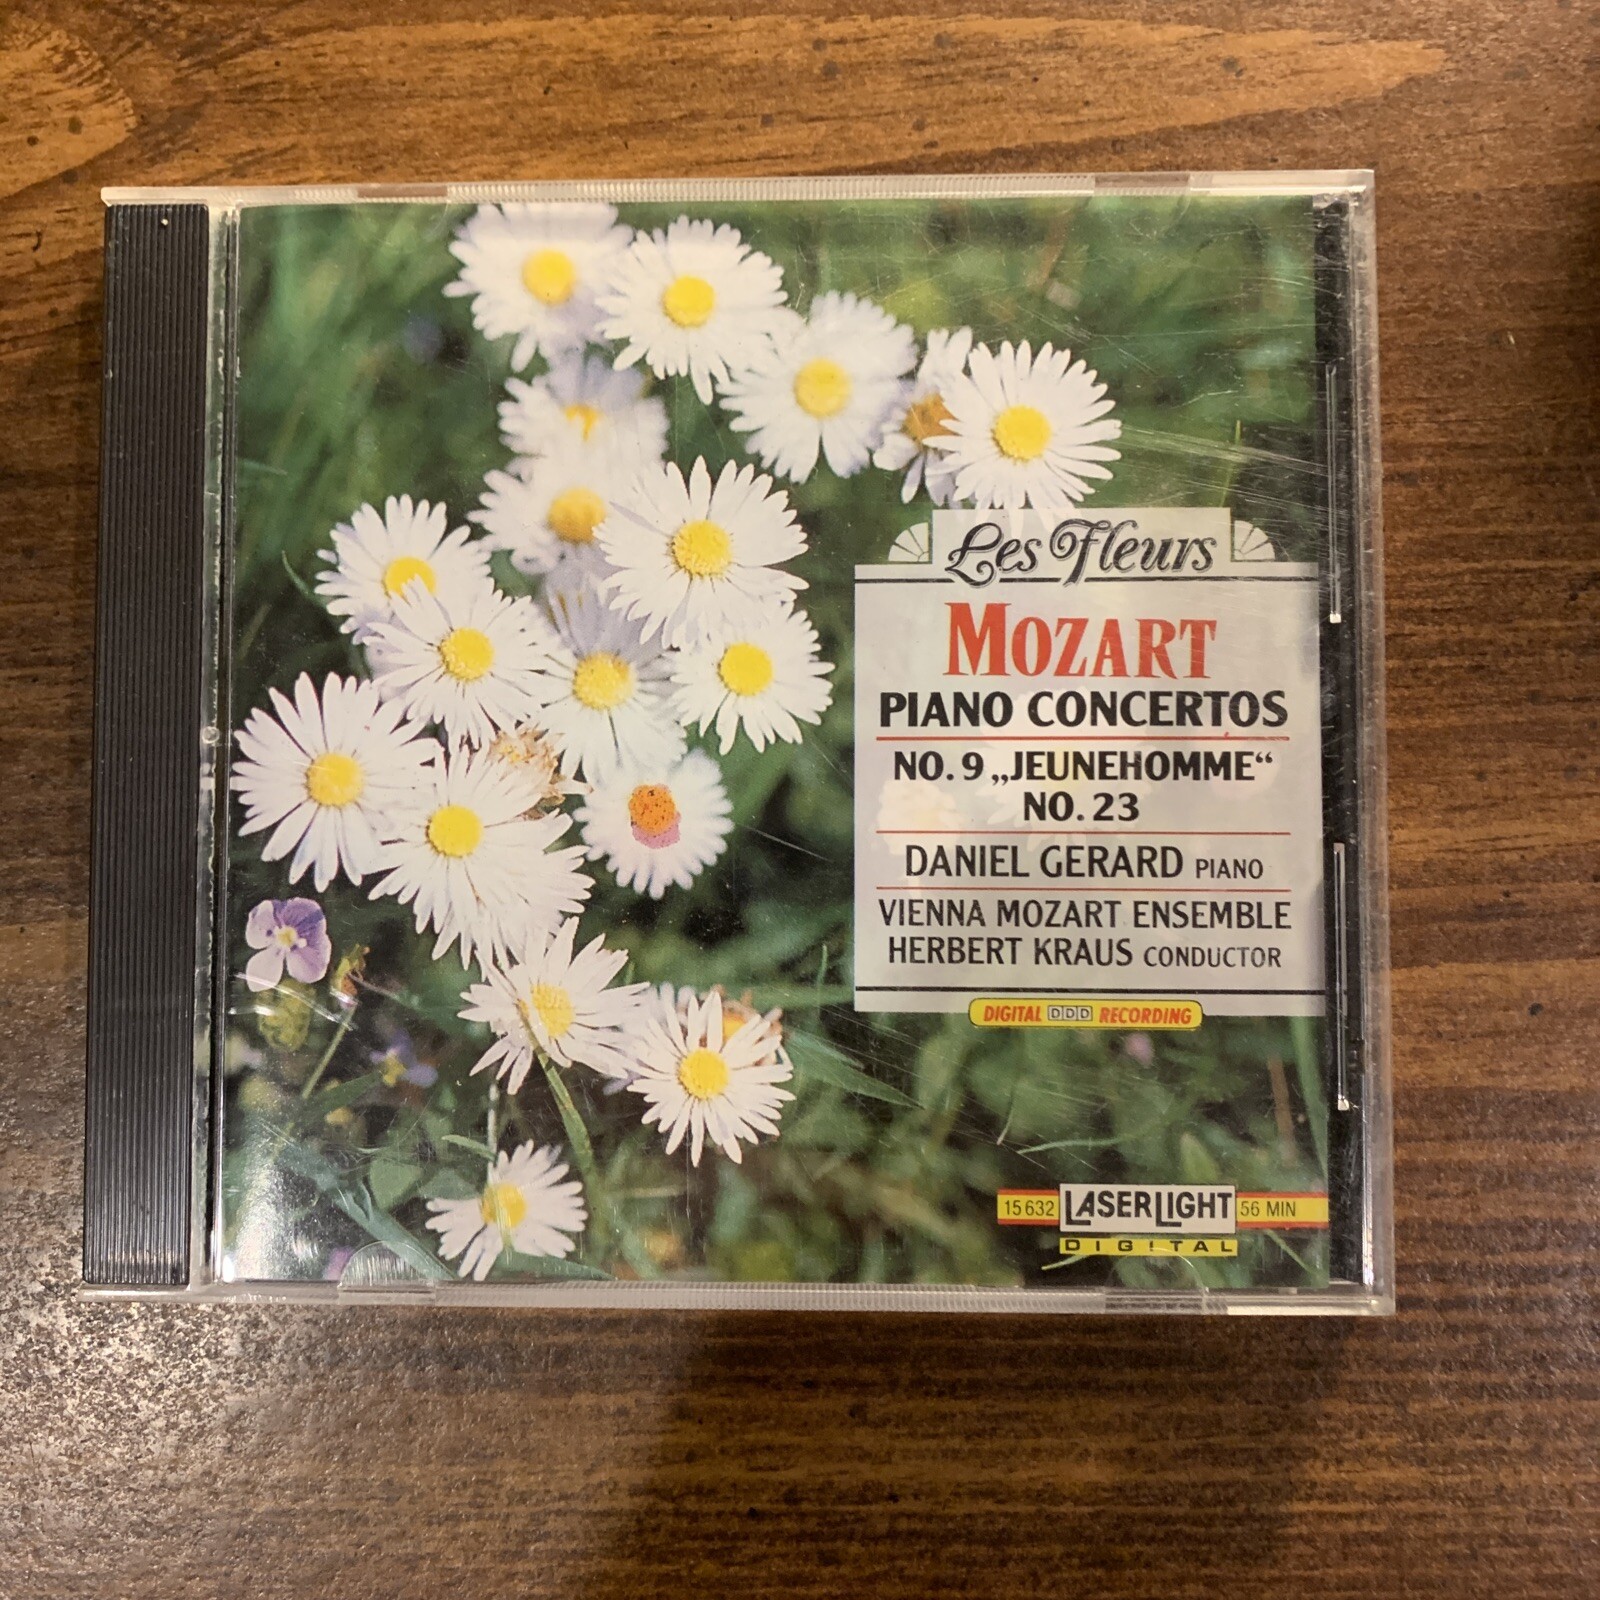 Les Fleurs
MOZART
PIANO CONCERTOS
NO. 9 „JEUNEHOMME“
NO. 23
DANIEL GERARD PIANO
VIENNA MOZART ENSEMBLE
HERBERT KRAUS CONDUCTOR
DIGITAL DDD RECORDING
15 632 LASERLIGHT 56 MIN
DIGITAL